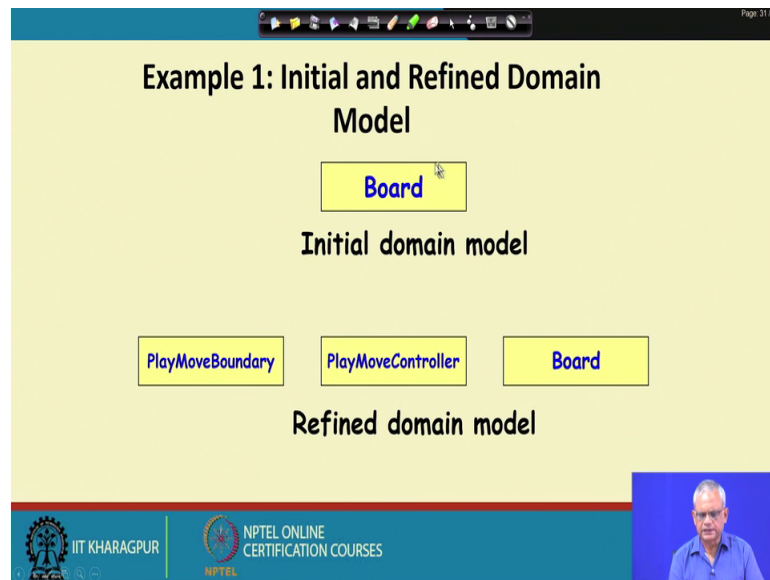 Page: 31 /
Example 1: Initial and Refined Domain
Model
Board
Initial domain model
PlayMoveBoundary
PlayMoveController
Board
Refined domain model
IIT KHARAGPUR
NPTEL
NPTEL ONLINE
CERTIFICATION COURSES